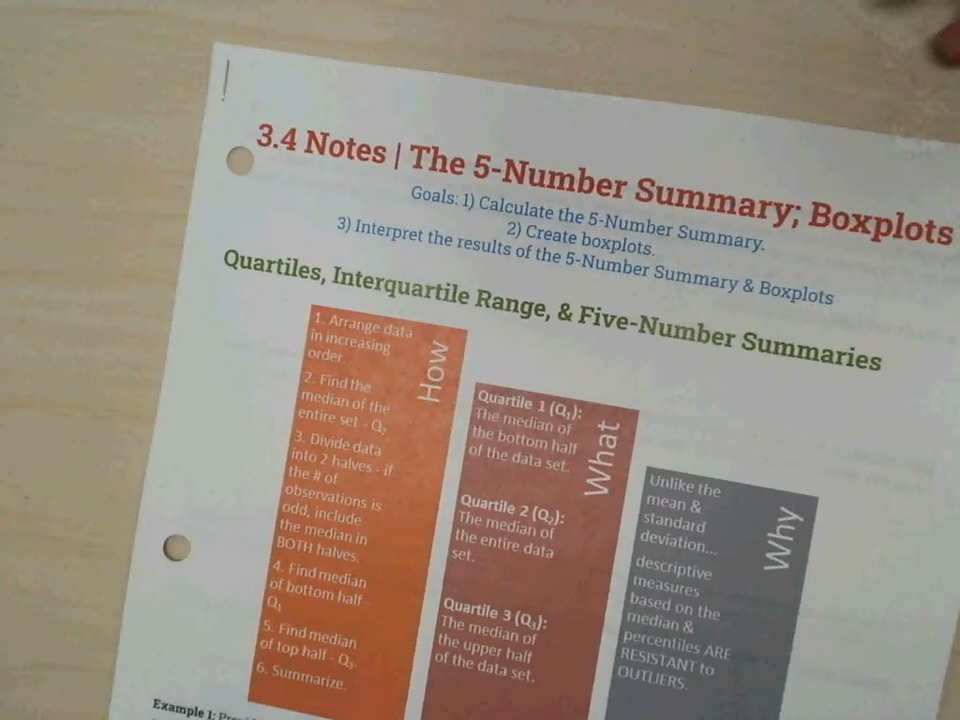 3.4 Notes | The 5-Number Summary; Boxplots
Goals: 1) Calculate the 5-Number Summary.
2) Create boxplots.
3) Interpret the results of the 5-Number Summary & Boxplots
Quartiles, Interquartile Range, & Five-Number Summaries
How
1. Arrange data
in increasing
order.
2. Find the
median of the
entire set - Q₂
3. Divide data
into 2 halves - if
the # of
observations is
odd, include
the median in
BOTH halves.
4. Find median
of bottom half -
Q₁
5. Find median
of top half - Q₃.
6. Summarize.
What
Quartile 1 (Q₁):
The median of
the bottom half
of the data set.
Quartile 2 (Q₂):
The median of
the entire data
set.
Quartile 3 (Q₃):
The median of
the upper half
of the data set.
Why
Unlike the
mean &
standard
deviation...
descriptive
measures
based on the
median &
percentiles ARE
RESISTANT to
OUTLIERS.
Example 1: